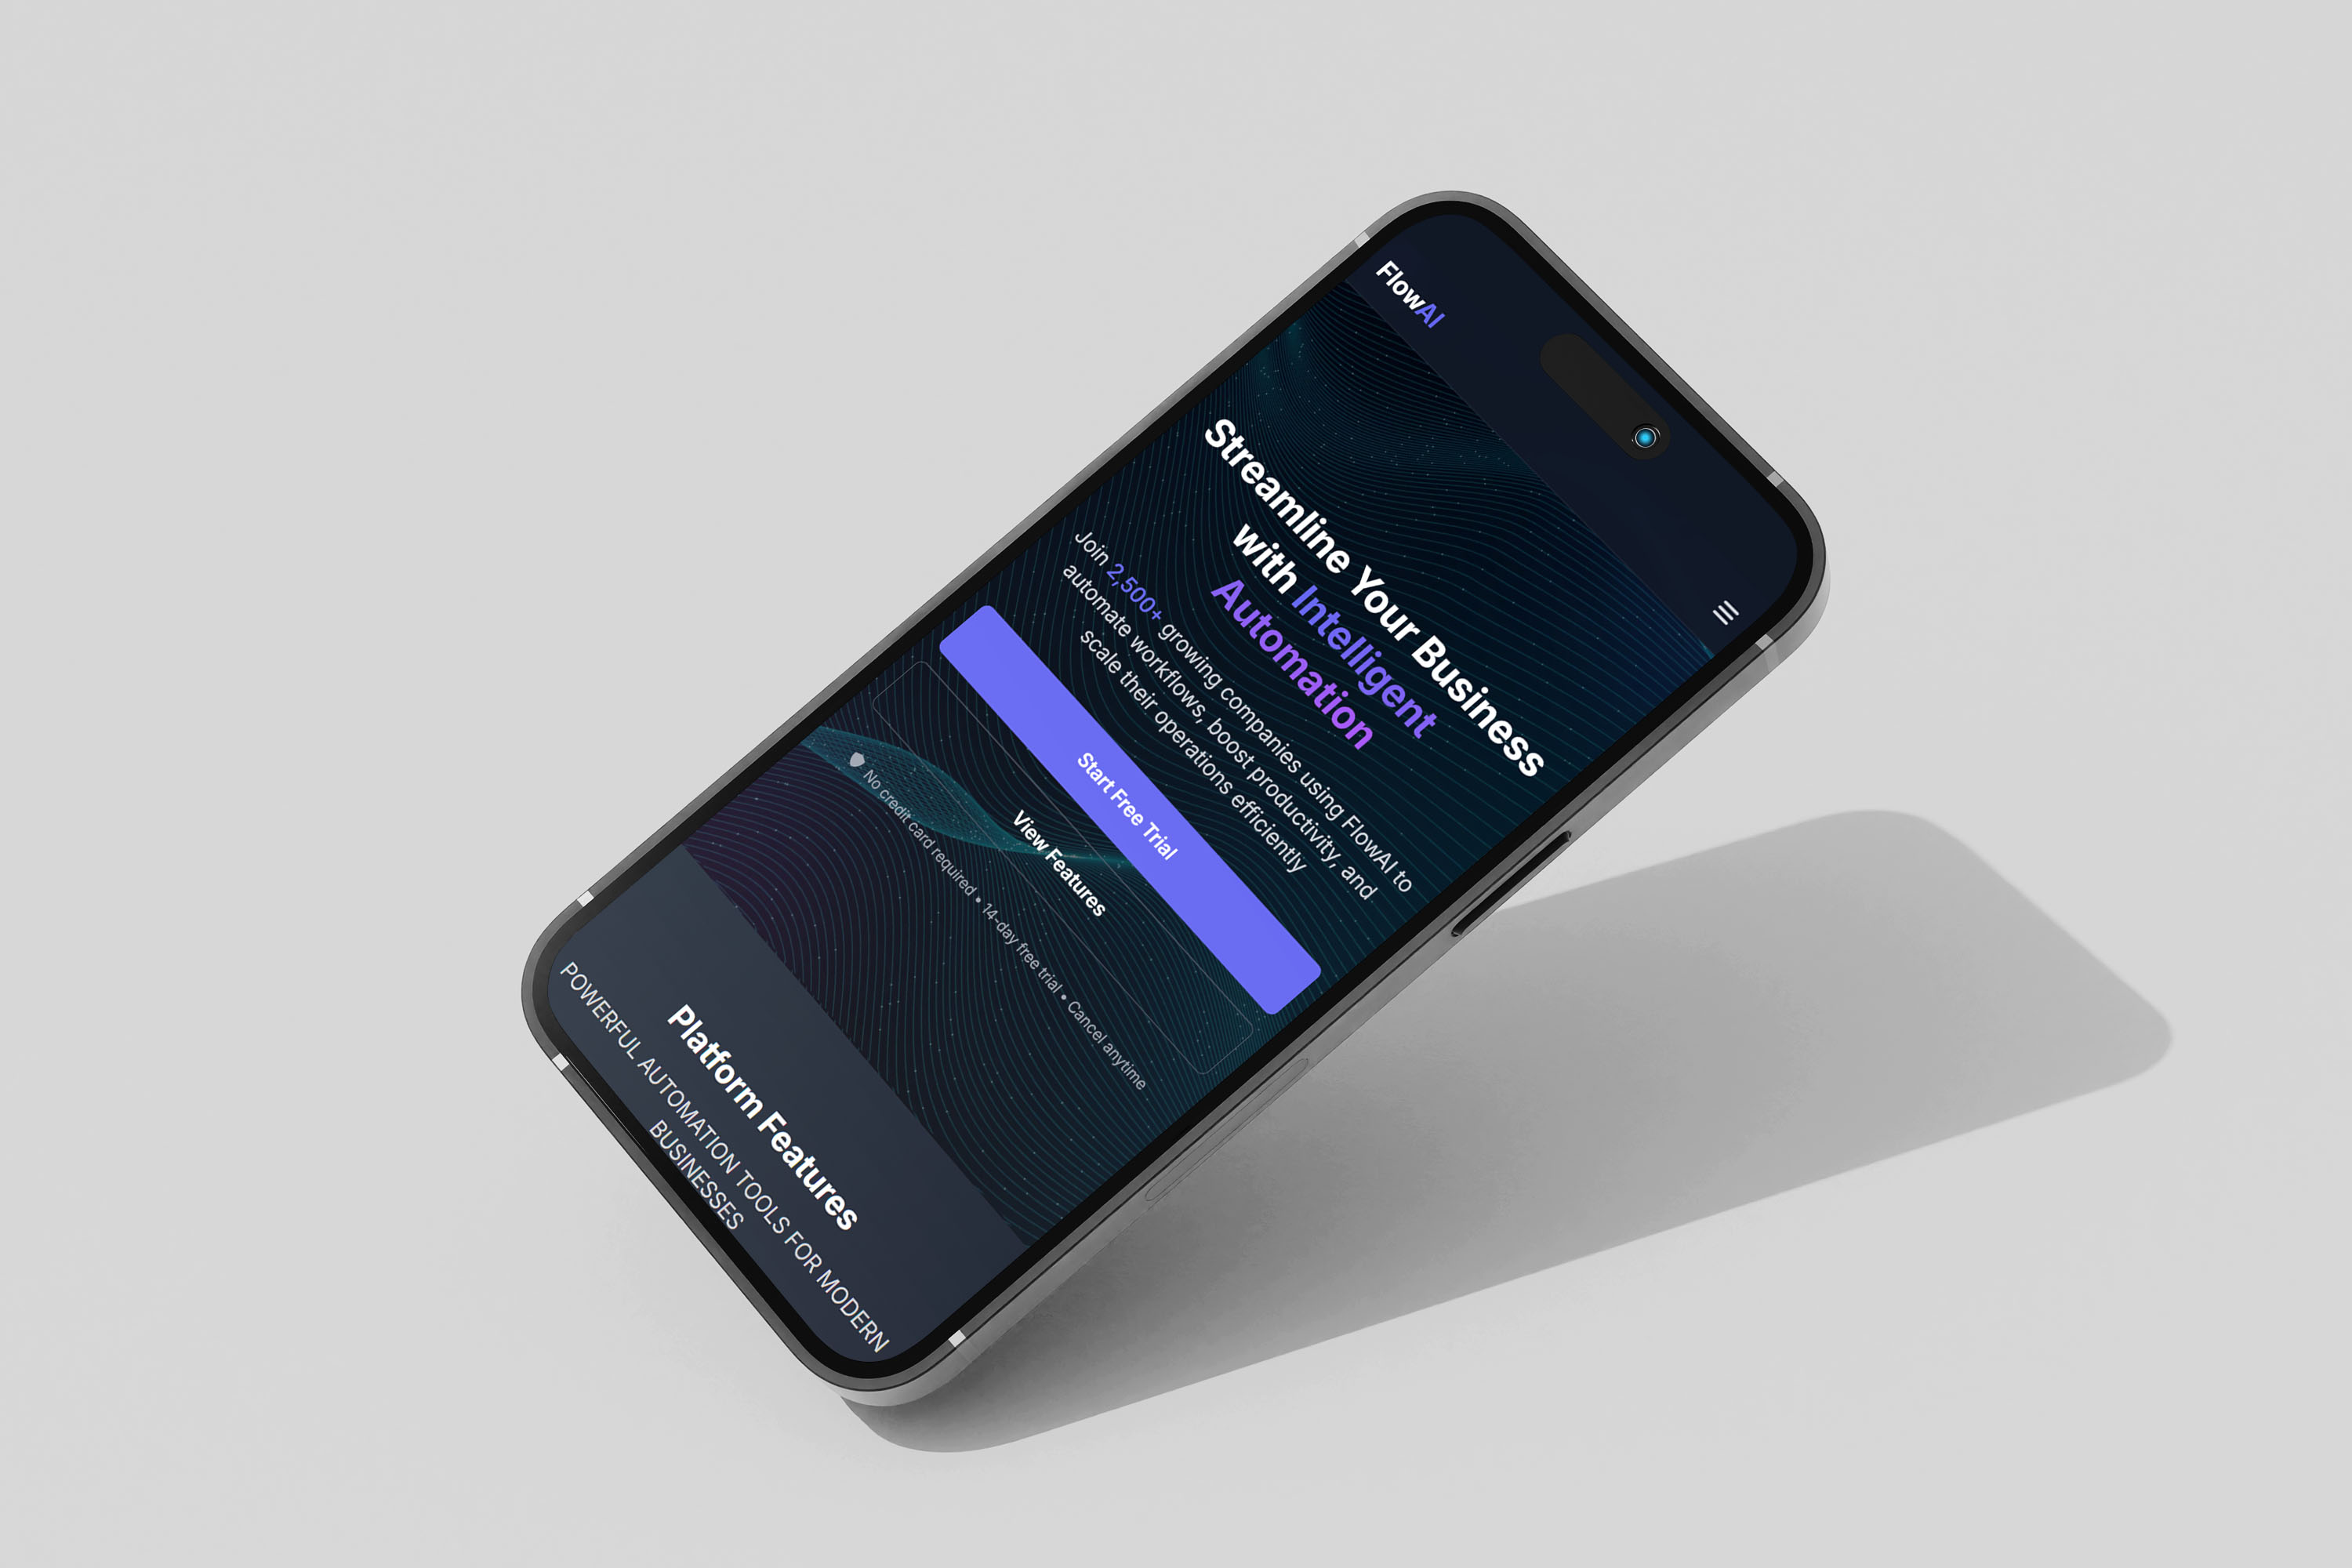 FlowAI
Streamline Your Business
with Intelligent
Automation
Join 2,500+ growing companies using FlowAI to
automate workflows, boost productivity, and
scale their operations efficiently
Start Free Trial
View Features
No credit card required • 14-day free trial • Cancel anytime
Platform Features
POWERFUL AUTOMATION TOOLS FOR MODERN
BUSINESSES